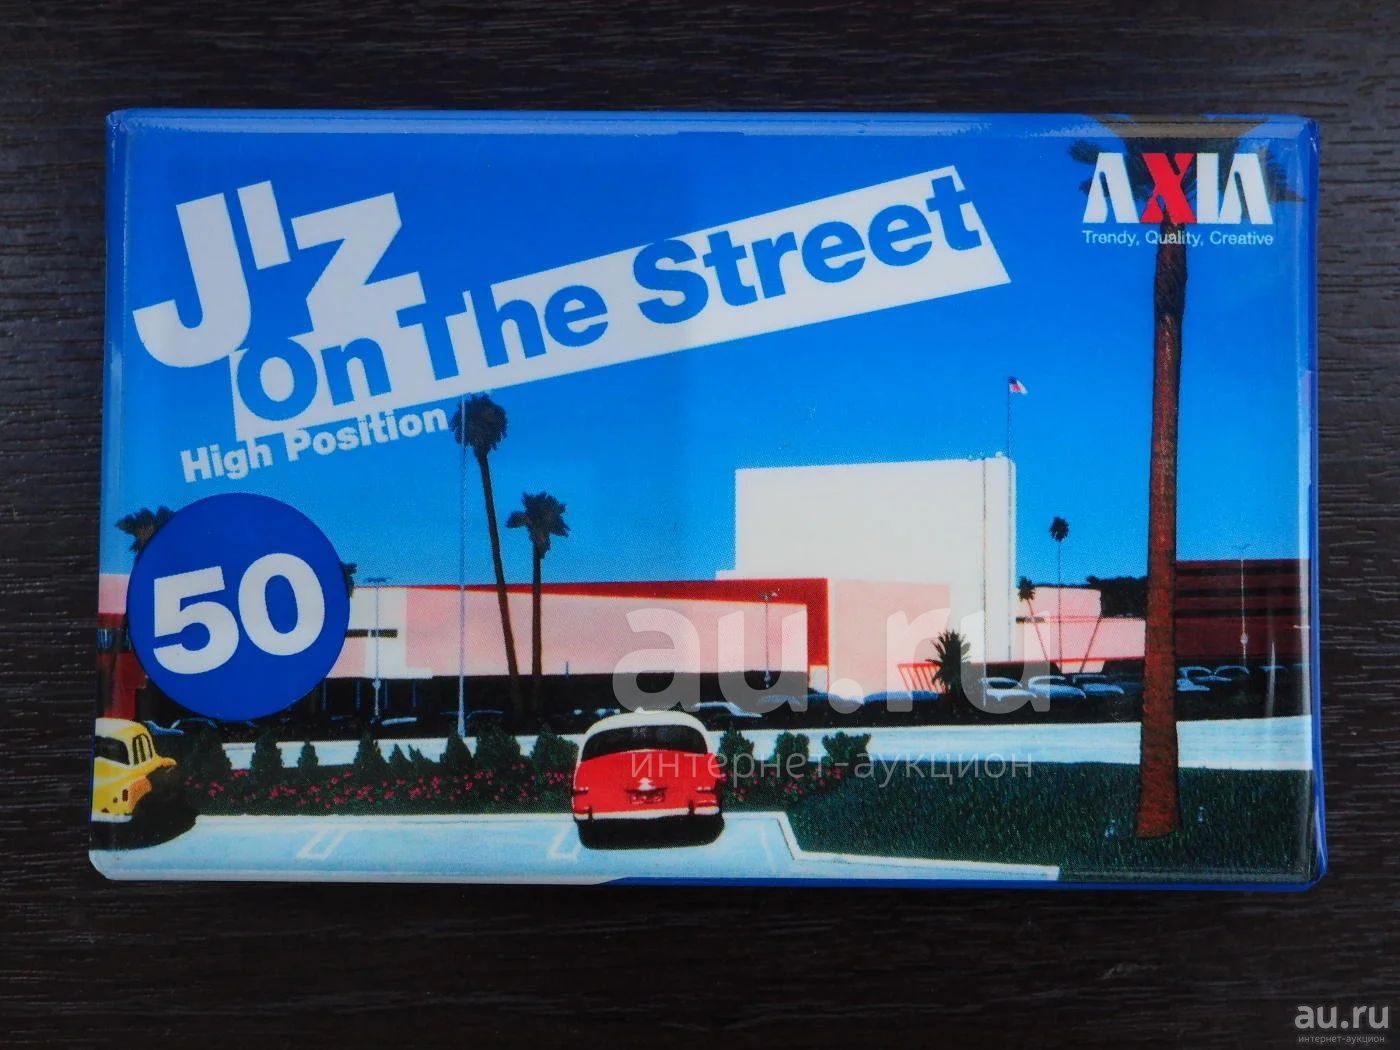 J'z
On The Street
High Position
AXIA
Trendy, Quality, Creative
50
au.ru
интернет-аукцион
au.ru
интернет-аукцион